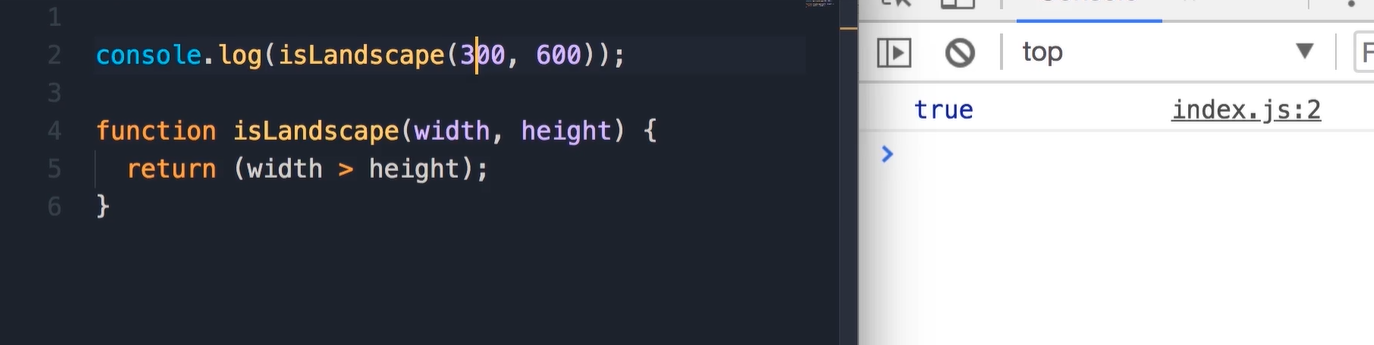 1
2 console.log(isLandscape(300, 600));
3
4 function isLandscape(width, height) {
5 return (width > height);
6 }
top
true index.js:2